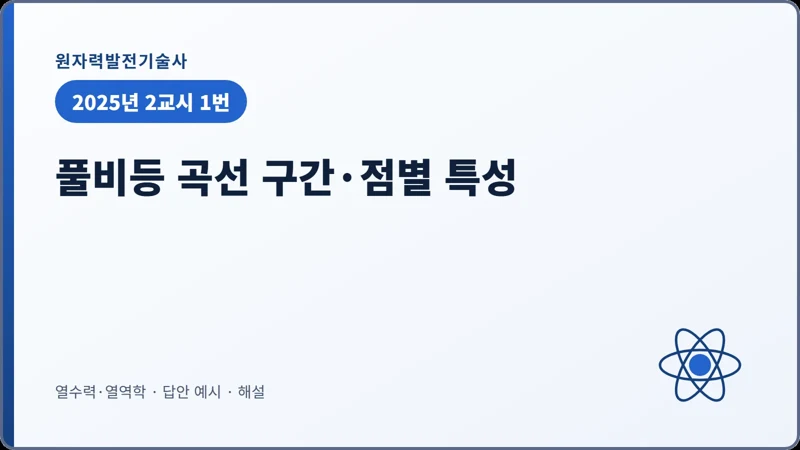 원자력발전기술사
2025년 2교시 1번
풀비등 곡선 구간·점별 특성
열수력·열역학 · 답안 예시 · 해설